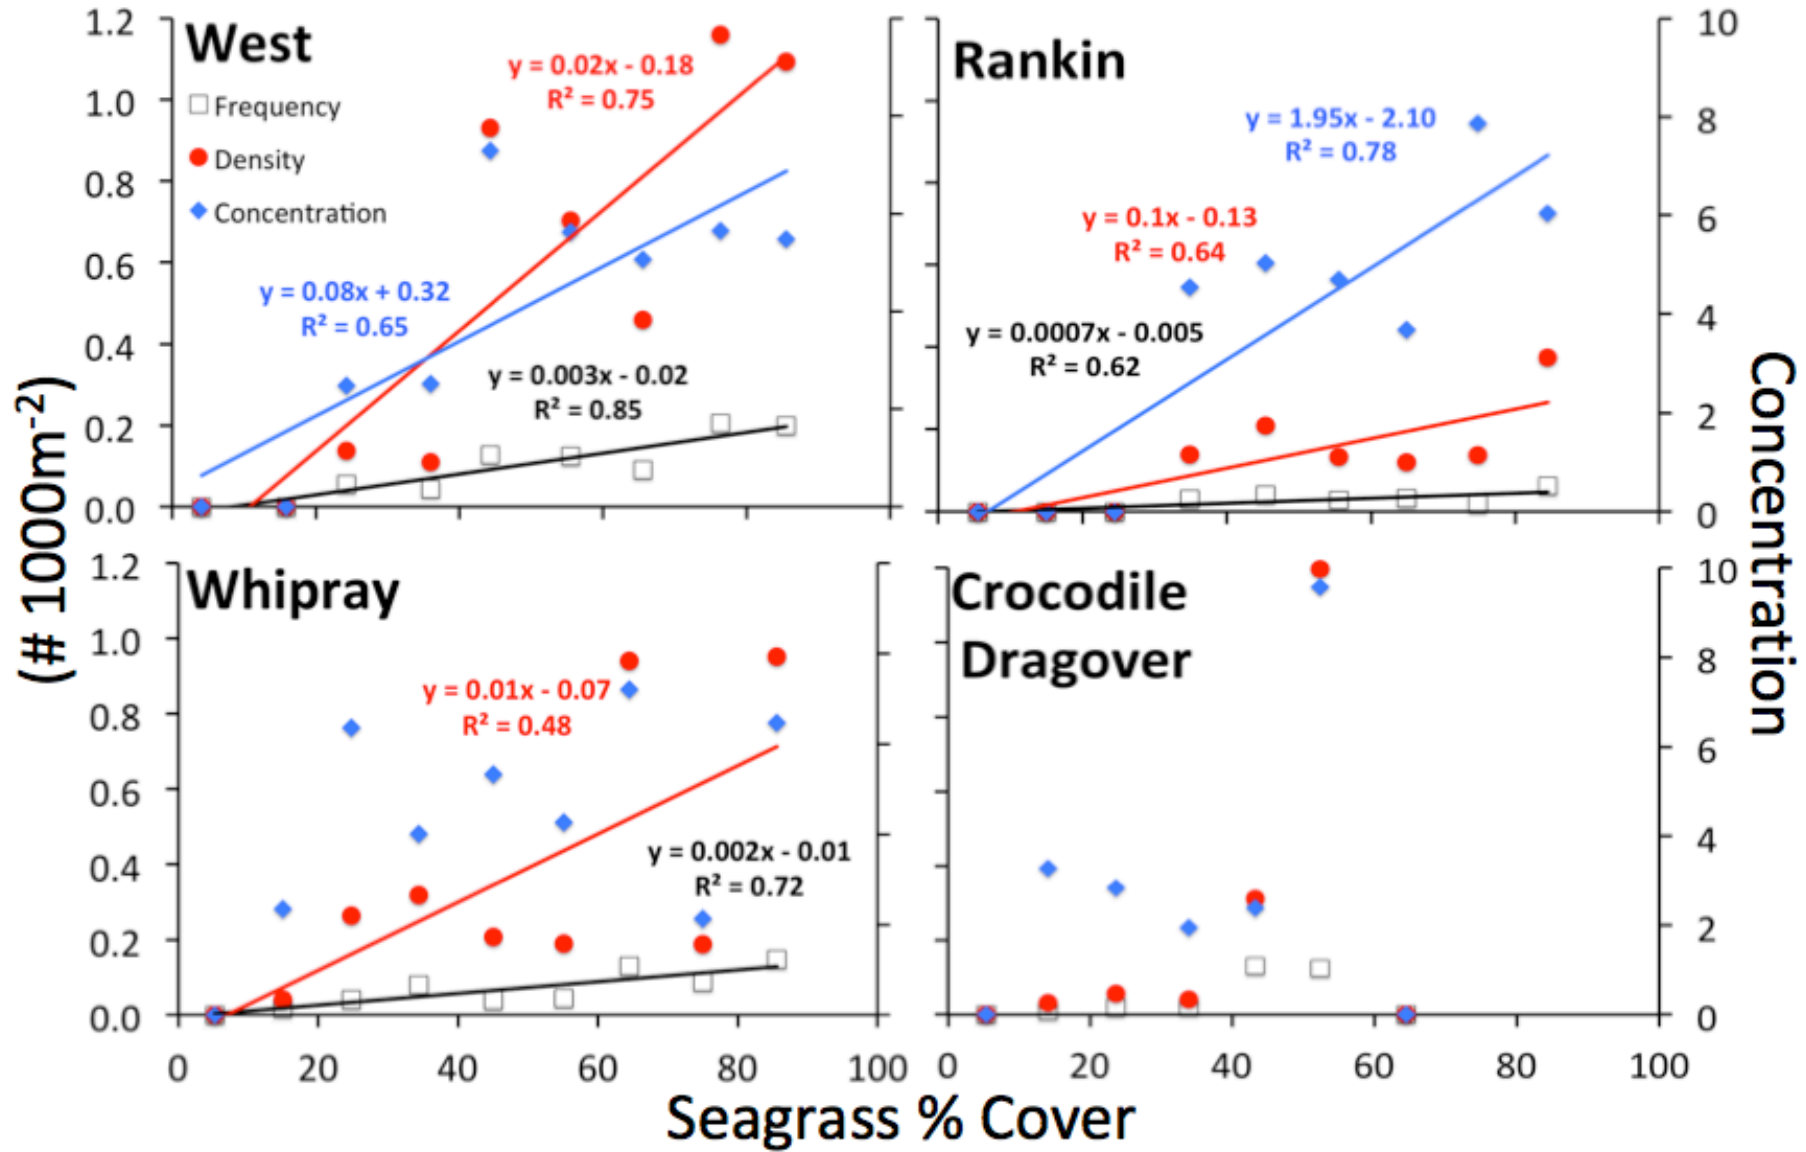 West
Frequency
Density
Concentration
y = 0.02x - 0.18
R² = 0.75
y = 0.08x + 0.32
R² = 0.65
y = 0.003x - 0.02
R² = 0.85
1.2
1.0
0.8
0.6
0.4
0.2
0.0
Rankin
y = 1.95x - 2.10
R² = 0.78
y = 0.1x - 0.13
R² = 0.64
y = 0.0007x - 0.005
R² = 0.62
10
8
6
4
2
0
Whipray
y = 0.01x - 0.07
R² = 0.48
y = 0.002x - 0.01
R² = 0.72
1.2
1.0
0.8
0.6
0.4
0.2
0.0
0 20 40 60 80 100
Crocodile
Dragover
10
8
6
4
2
0
0 20 40 60 80 100
(# 1000m⁻²)
Concentration
Seagrass % Cover